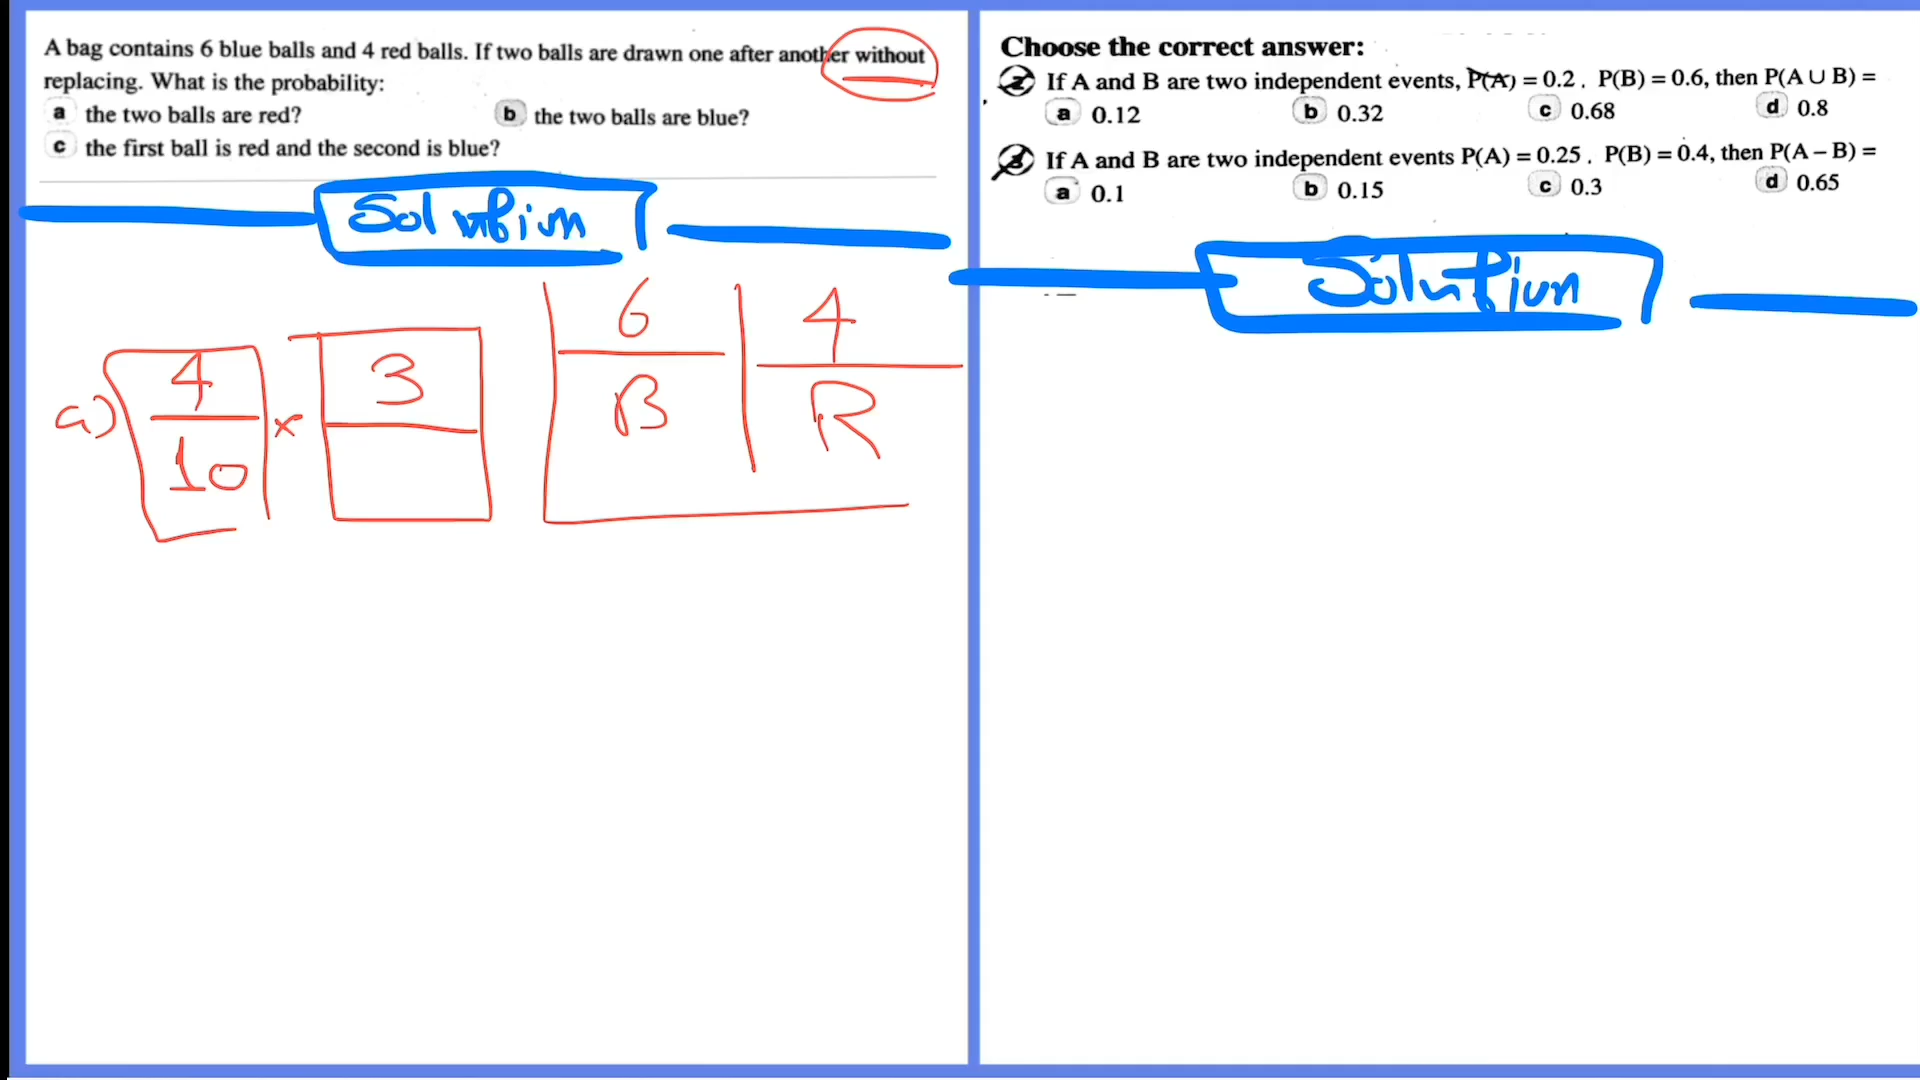 A bag contains 6 blue balls and 4 red balls. If two balls are drawn one after another without
replacing. What is the probability:
a the two balls are red? b the two balls are blue?
c the first ball is red and the second is blue?
Solution
6 4
B R
a) 4 × 3
10
Choose the correct answer:
2 If A and B are two independent events, P(A) = 0.2 , P(B) = 0.6, then P(A ∪ B) =
a 0.12 b 0.32 c 0.68 d 0.8
If A and B are two independent events P(A) = 0.25 , P(B) = 0.4, then P(A – B) =
a 0.1 b 0.15 c 0.3 d 0.65
Solution